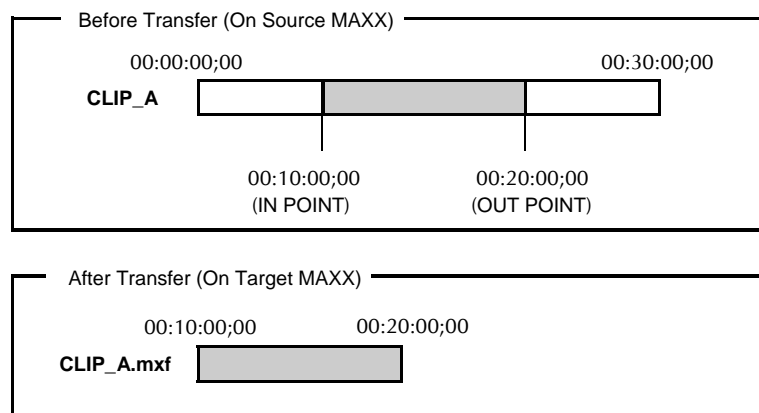 Before Transfer (On Source MAXX)
00:00:00;00 00:30:00;00
CLIP_A
00:10:00;00 00:20:00;00
(IN POINT) (OUT POINT)
After Transfer (On Target MAXX)
00:10:00;00 00:20:00;00
CLIP_A.mxf